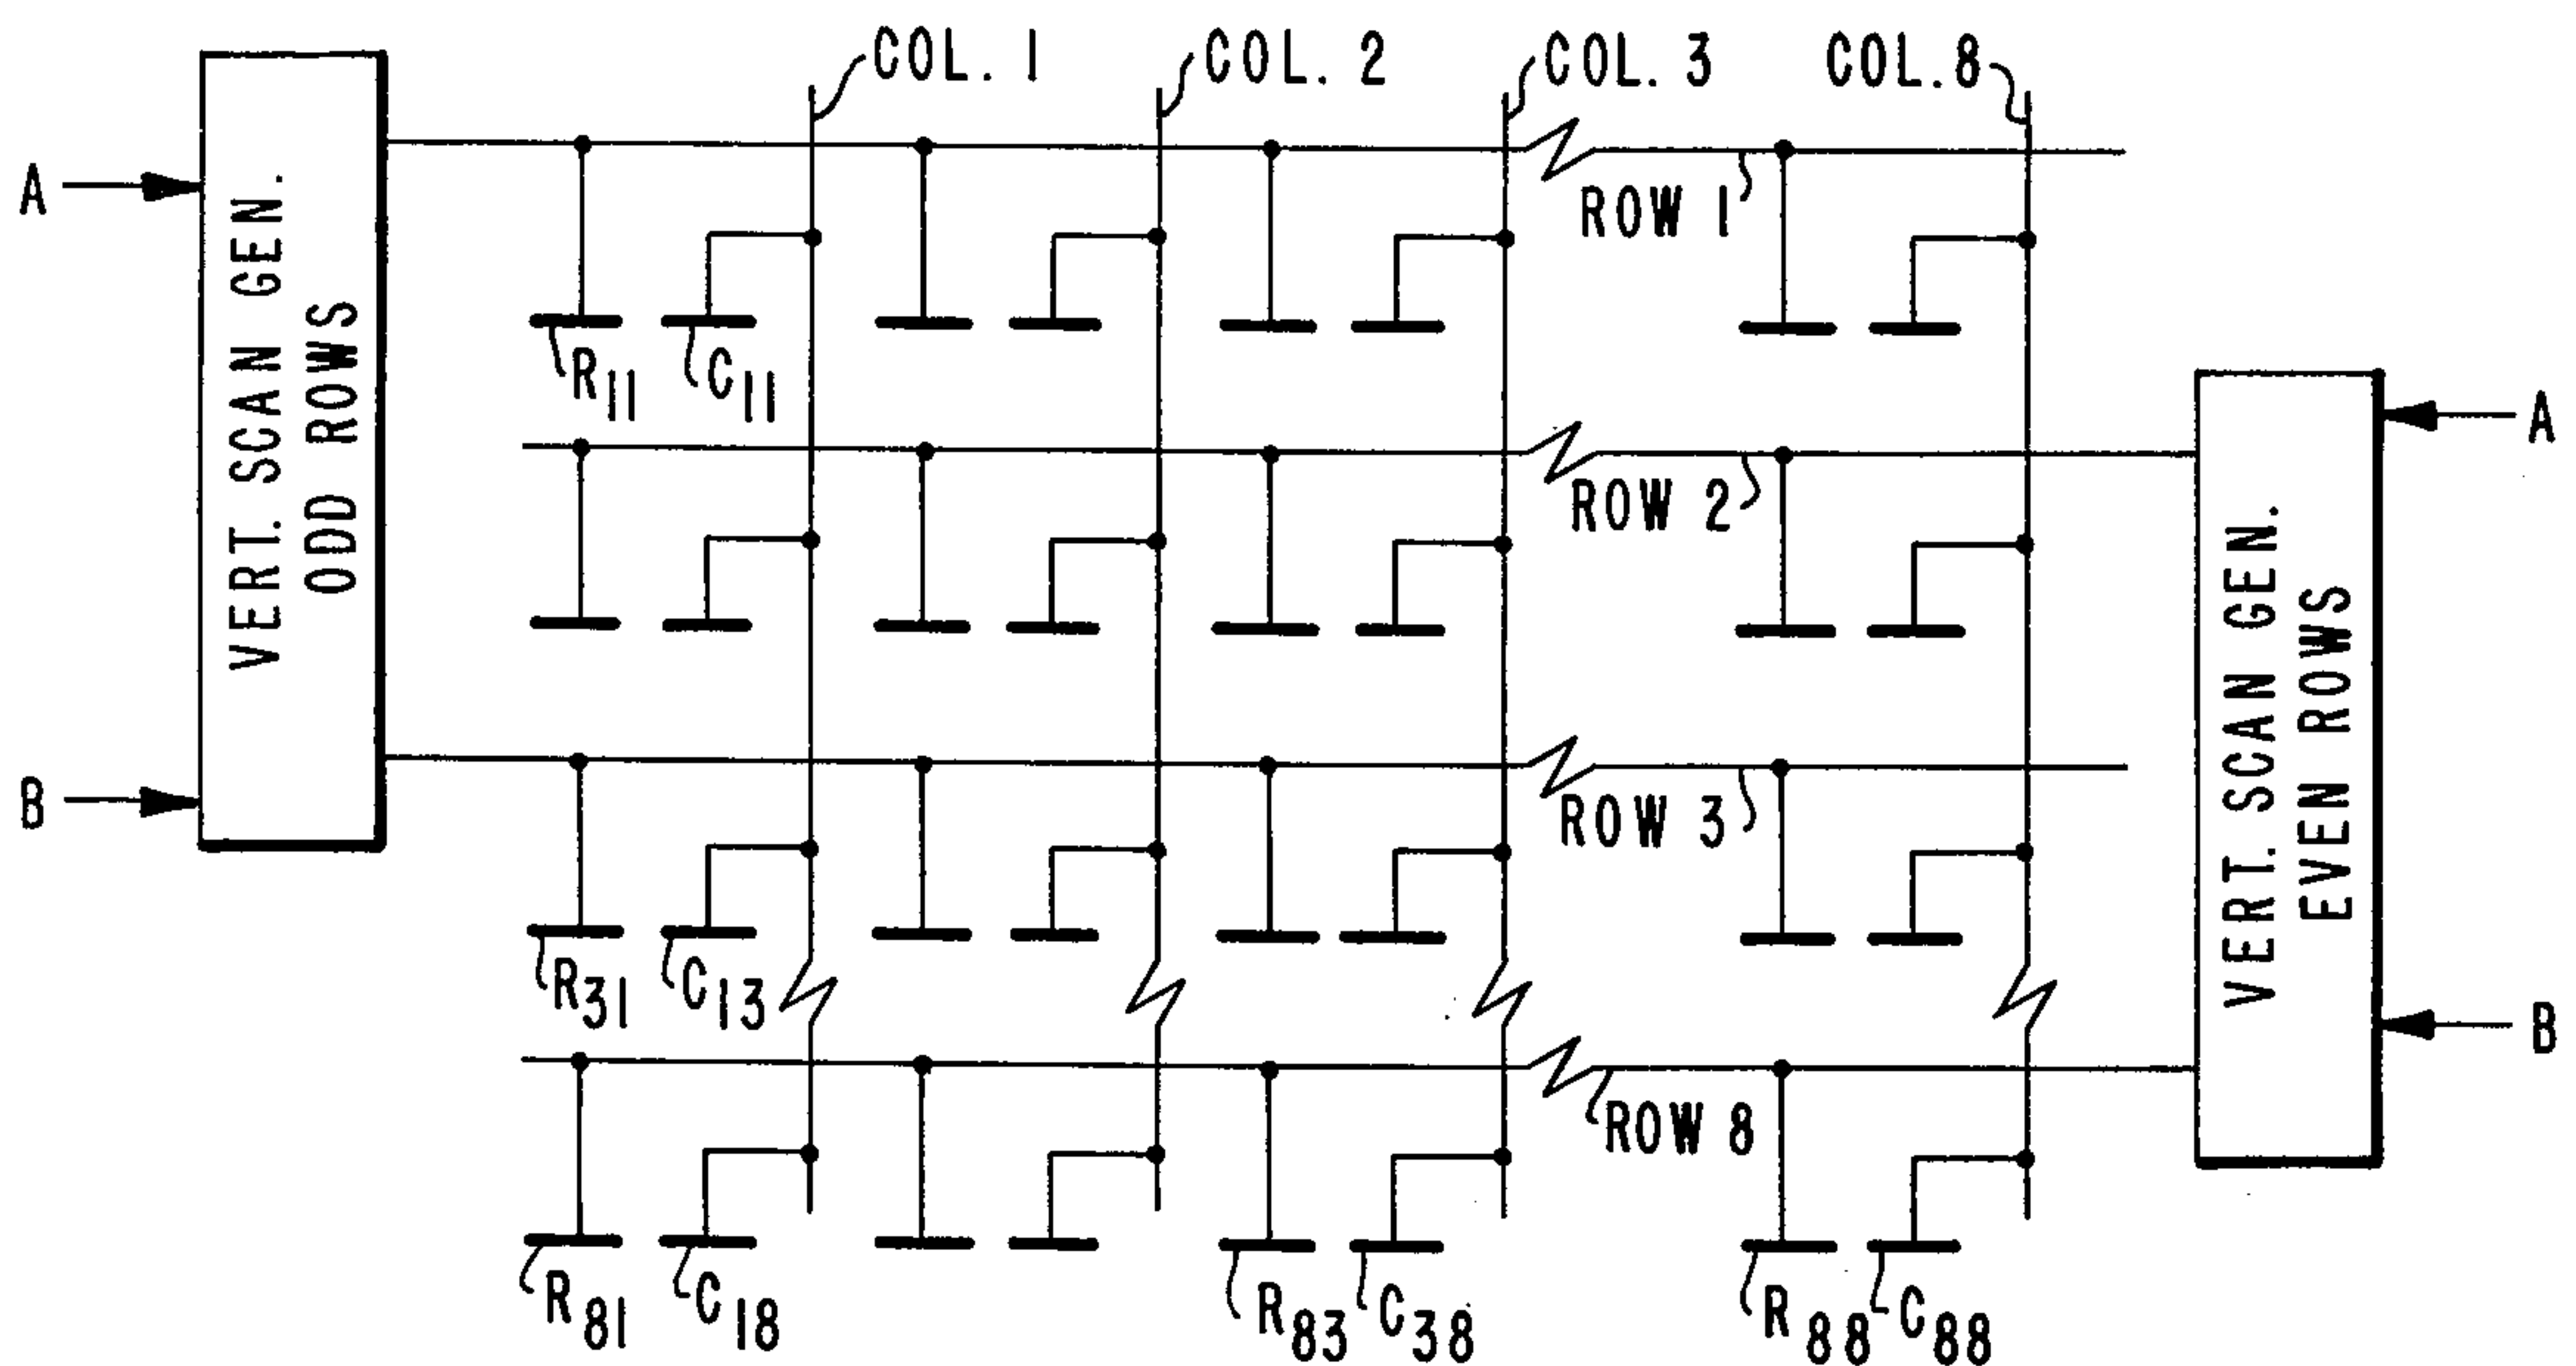 COL. 1
COL. 2
COL. 3
COL. 8
A
VERT. SCAN GEN.
ODD ROWS
B
ROW 1
R11
C11
A
ROW 2
VERT. SCAN GEN.
EVEN ROWS
B
ROW 3
R31
C13
ROW 8
R81
C18
R83
C38
R88
C88